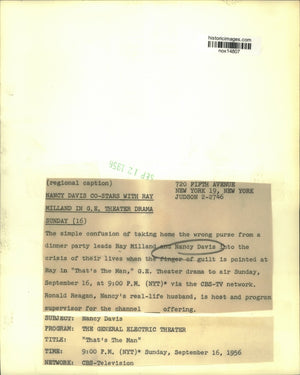 historicimages.com
nox14807
SEP 12 1956
(regional caption)
720 FIFTH AVENUE
NEW YORK 19, NEW YORK
JUDSON 2-2746
NANCY DAVIS CO-STARS WITH RAY
MILLAND IN G.E. THEATER DRAMA
SUNDAY (16)
The simple confusion of taking home the wrong purse from a
dinner party leads Ray Milland and Nancy Davis into the
crisis of their lives when the finger of guilt is pointed at
Ray in "That's The Man," G.E. Theater drama to air Sunday,
September 16, at 9:00 P.M. (NYT)* via the CBS-TV network.
Ronald Reagan, Nancy's real-life husband, is host and program
supervisor for the channel ____ offering.
SUBJECT: Nancy Davis
PROGRAM: THE GENERAL ELECTRIC THEATER
TITLE: "That's The Man"
TIME: 9:00 P.M. (NYT)* Sunday, September 16, 1956
NETWORK: CBS-Television